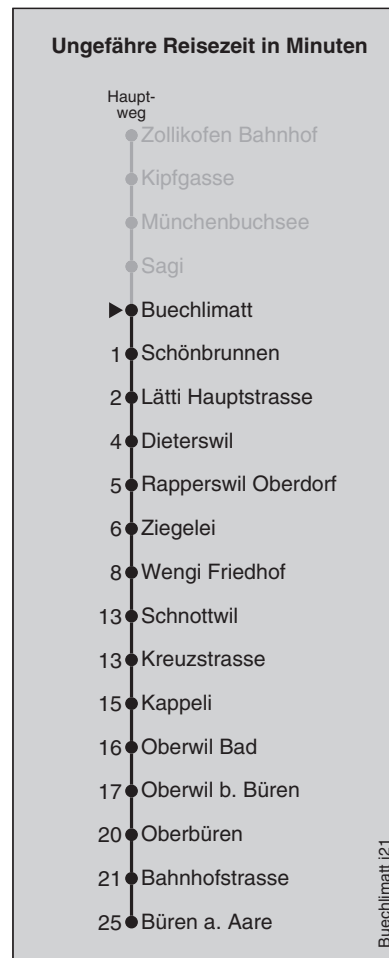 Ungefähre Reisezeit in Minuten
Haupt-
weg
Zollikofen Bahnhof
Kipfgasse
Münchenbuchsee
Sagi
Buechlimatt
1 Schönbrunnen
2 Lätti Hauptstrasse
4 Dieterswil
5 Rapperswil Oberdorf
6 Ziegelei
8 Wengi Friedhof
13 Schnottwil
13 Kreuzstrasse
15 Kappeli
16 Oberwil Bad
17 Oberwil b. Büren
20 Oberbüren
21 Bahnhofstrasse
25 Büren a. Aare
Buechlimatt j21